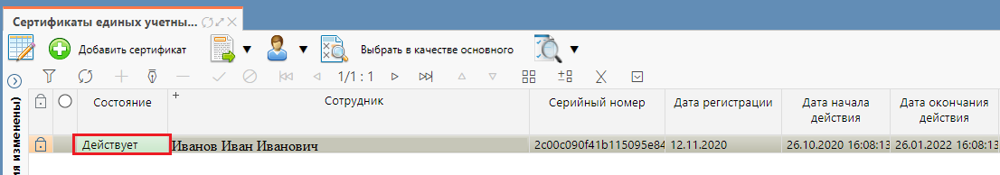 Сертификаты единых учетны...
Добавить сертификат
Выбрать в качестве основного
1/1 : 1
я изменены)
Состояние
Сотрудник
Серийный номер
Дата регистрации
Дата начала
действия
Дата окончания
действия
Действует
Иванов Иван Иванович
2c00c090f41b115095e84
12.11.2020
26.10.2020 16:08:13
26.01.2022 16:08:13